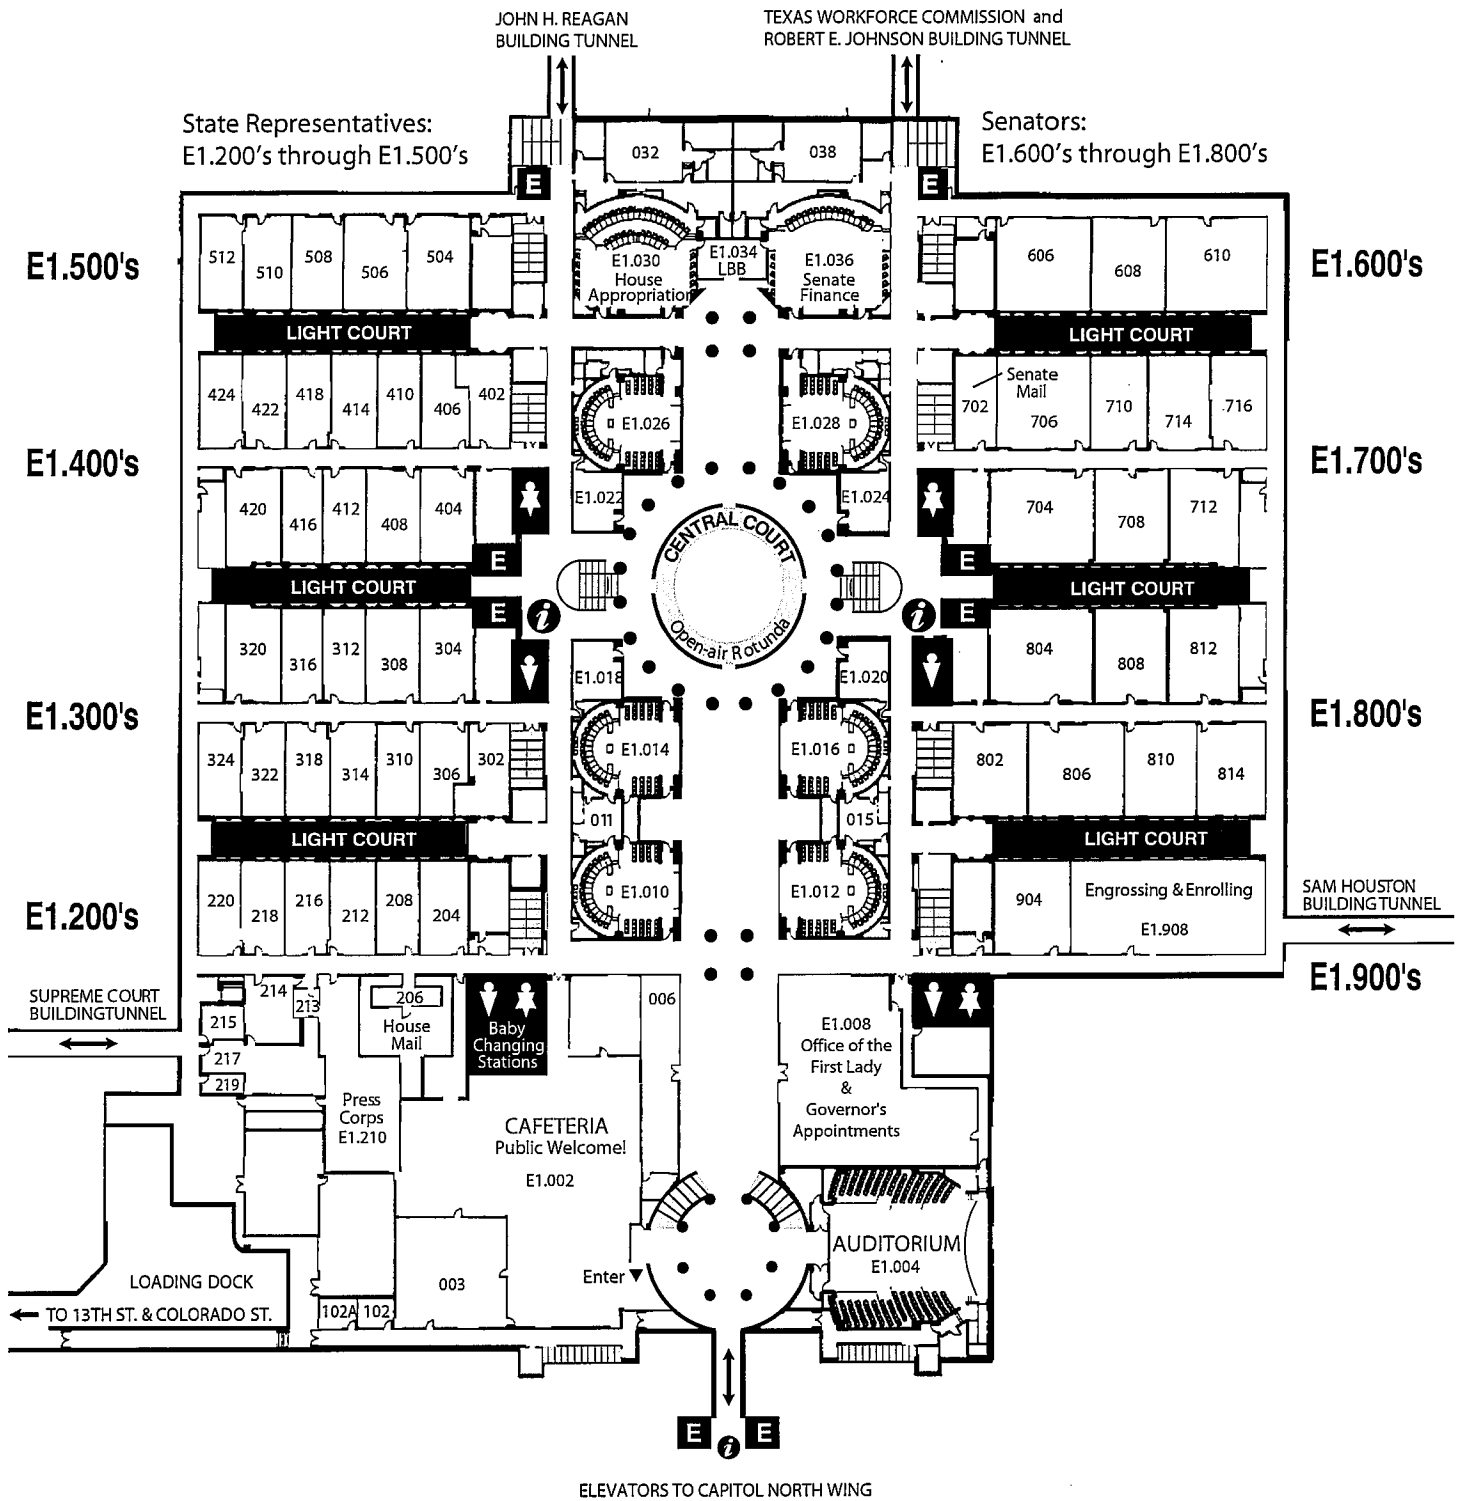 JOHN H. REAGAN
BUILDING TUNNEL
TEXAS WORKFORCE COMMISSION and
ROBERT E. JOHNSON BUILDING TUNNEL
State Representatives:
E1.200's through E1.500's
Senators:
E1.600's through E1.800's
032
038
E
E
E1.500's
512
510
508
506
504
E1.030
House
Appropriation
E1.034
LBB
E1.036
Senate
Finance
606
608
610
E1.600's
LIGHT COURT
LIGHT COURT
424
422
418
414
410
406
402
E1.026
E1.028
702
Senate
Mail
706
710
714
716
E1.400's
E1.700's
420
416
412
408
404
E1.022
E1.024
704
708
712
CENTRAL COURT
Open-air Rotunda
E
E
LIGHT COURT
LIGHT COURT
E
i
i
E
320
316
312
308
304
E1.018
E1.020
804
808
812
E1.300's
E1.800's
324
322
318
314
310
306
302
E1.014
E1.016
802
806
810
814
011
015
LIGHT COURT
LIGHT COURT
E1.200's
220
218
216
212
208
204
E1.010
E1.012
904
Engrossing & Enrolling
E1.908
SAM HOUSTON
BUILDING TUNNEL
E1.900's
SUPREME COURT
BUILDINGTUNNEL
214
213
215
217
219
206
House
Mail
Baby
Changing
Stations
006
E1.008
Office of the
First Lady
&
Governor's
Appointments
Press
Corps
E1.210
CAFETERIA
Public Welcome!
E1.002
AUDITORIUM
E1.004
Enter
003
LOADING DOCK
TO 13TH ST. & COLORADO ST.
102A
102
E
i
E
ELEVATORS TO CAPITOL NORTH WING